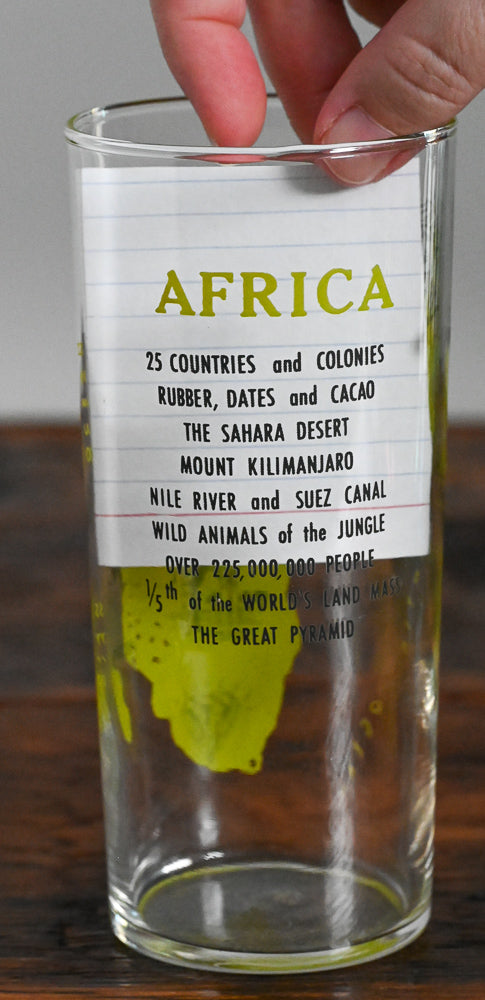 AFRICA
25 COUNTRIES and COLONIES
RUBBER, DATES and CACAO
THE SAHARA DESERT
MOUNT KILIMANJARO
NILE RIVER and SUEZ CANAL
WILD ANIMALS of the JUNGLE
OVER 225,000,000 PEOPLE
1/5th of the WORLD'S LAND MASS
THE GREAT PYRAMID